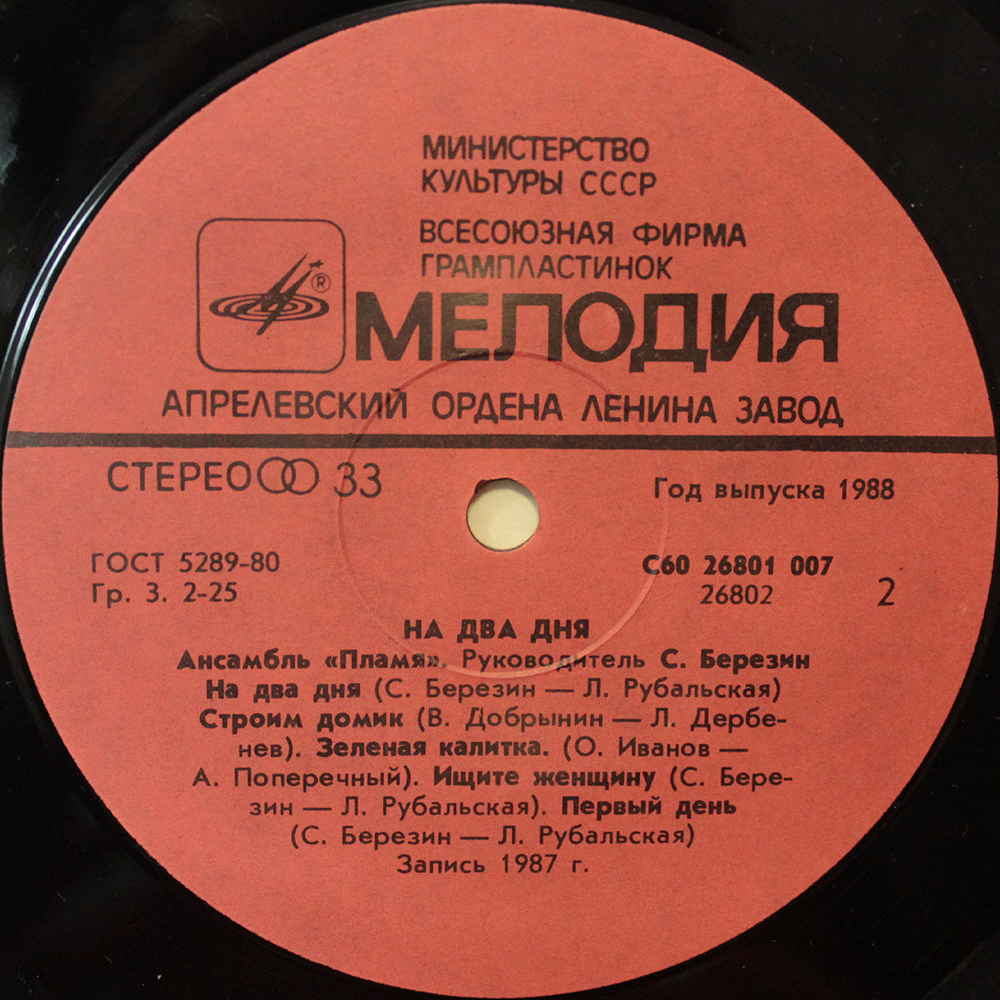 МИНИСТЕРСТВО
КУЛЬТУРЫ СССР
ВСЕСОЮЗНАЯ ФИРМА
ГРАМПЛАСТИНОК
®
МЕЛОДИЯ
АПРЕЛЕВСКИЙ ОРДЕНА ЛЕНИНА ЗАВОД
СТЕРЕО 33
Год выпуска 1988
ГОСТ 5289-80
Гр. 3. 2-25
С60 26801 007
26802
2
НА ДВА ДНЯ
Ансамбль «Пламя». Руководитель С. Березин
На два дня (С. Березин — Л. Рубальская)
Строим домик (В. Добрынин — Л. Дербе-
нев). Зеленая калитка. (О. Иванов —
А. Поперечный). Ищите женщину (С. Бере-
зин — Л. Рубальская). Первый день
(С. Березин — Л. Рубальская)
Запись 1987 г.